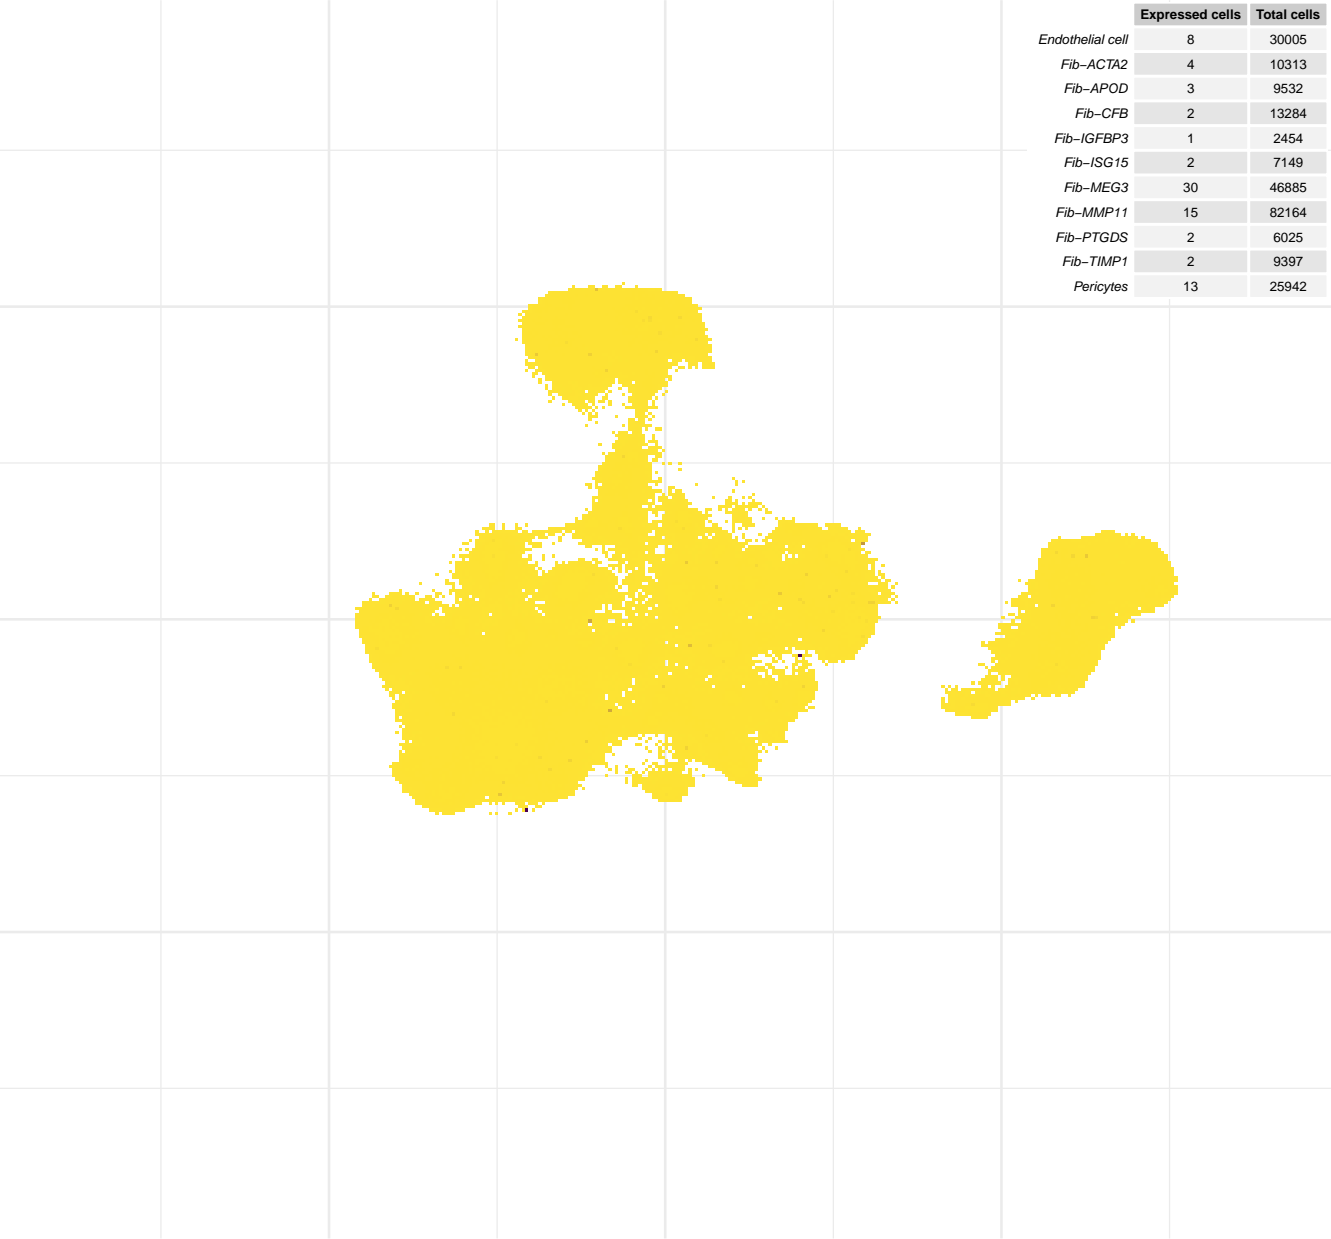 Expressed cells Total cells
Endothelial cell 8 30005
Fib−ACTA2 4 10313
Fib−APOD 3 9532
Fib−CFB 2 13284
Fib−IGFBP3 1 2454
Fib−ISG15 2 7149
Fib−MEG3 30 46885
Fib−MMP11 15 82164
Fib−PTGDS 2 6025
Fib−TIMP1 2 9397
Pericytes 13 25942